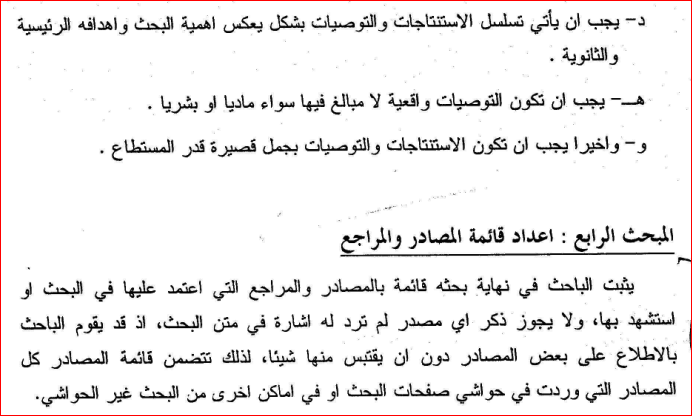 د- يجب ان يأتي تسلسل الاستنتاجات والتوصيات بشكل يعكس اهمية البحث واهدافه الرئيسية
والثانوية .
هـ- يجب ان تكون التوصيات واقعية لا مبالغ فيها سواء ماديا او بشريا .
و- واخيرا يجب ان تكون الاستنتاجات والتوصيات بجمل قصيرة قدر المستطاع .
المبحث الرابع : اعداد قائمة المصادر والمراجع
يثبت الباحث في نهاية بحثه قائمة بالمصادر والمراجع التي اعتمد عليها في البحث او
استشهد بها، ولا يجوز ذكر اي مصدر لم ترد له اشارة في متن البحث، اذ قد يقوم الباحث
بالاطلاع على بعض المصادر دون ان يقتبس منها شيئا، لذلك تتضمن قائمة المصادر كل
المصادر التي وردت في حواشي صفحات البحث او في اماكن اخرى من البحث غير الحواشي.